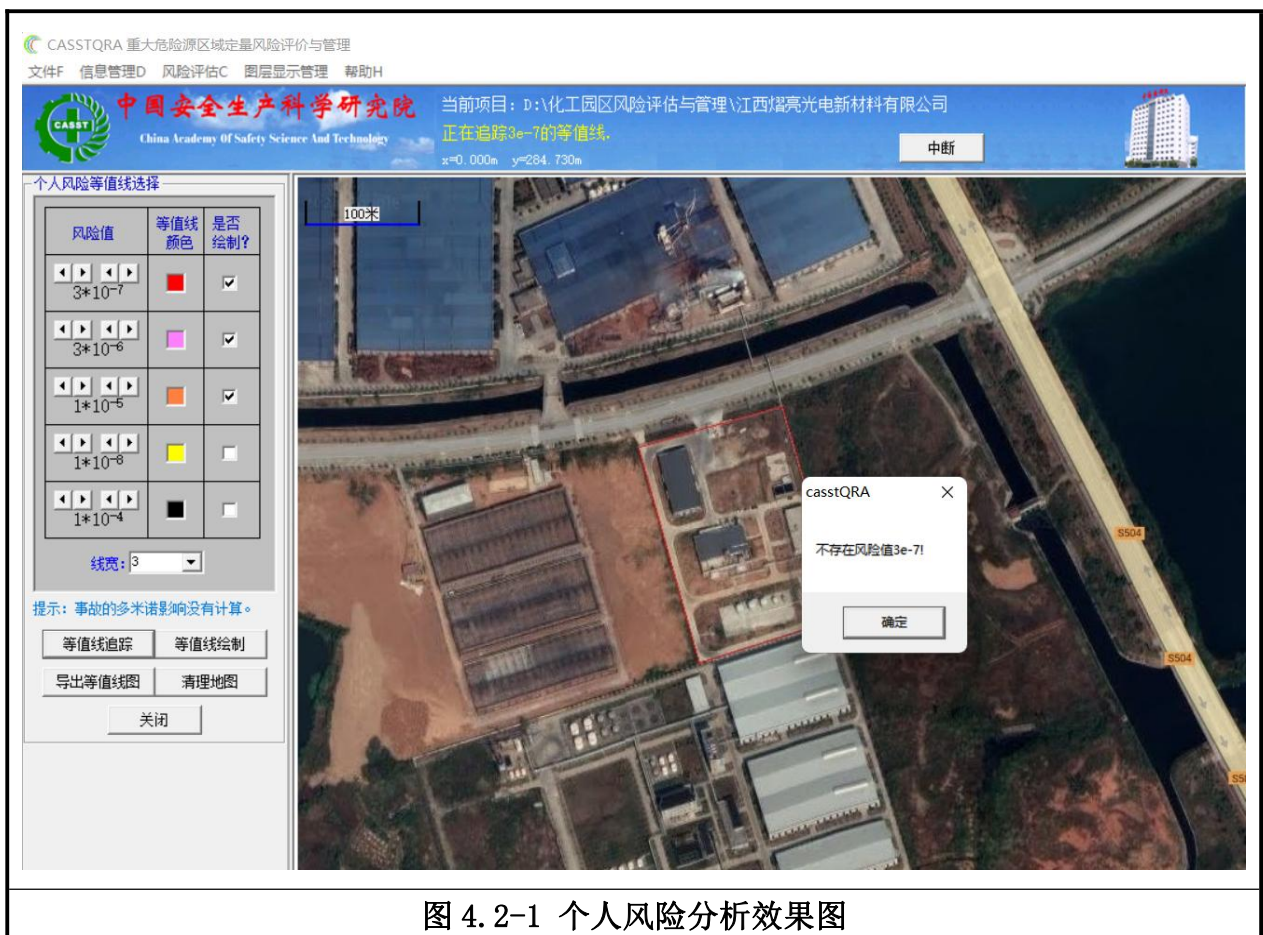 CASSTQRA 重大危险源区域定量风险评价与管理
文件F 信息管理D 风险评估C 图层显示管理 帮助H
CASST
中国安全生产科学研究院
China Academy Of Safety Science And Technology
当前项目：D:\化工园区风险评估与管理\江西熠亮光电新材料有限公司
正在追踪3e-7的等值线.
x=0.000m y=284.730m
中断
个人风险等值线选择
风险值 等值线颜色 是否绘制?
3*10-7
3*10-6
1*10-5
1*10-8
1*10-4
线宽: 3
提示：事故的多米诺影响没有计算。
等值线追踪 等值线绘制
导出等值线图 清理地图
关闭
100米
casstQRA
不存在风险值3e-7!
确定
S504
S504
图 4.2-1 个人风险分析效果图